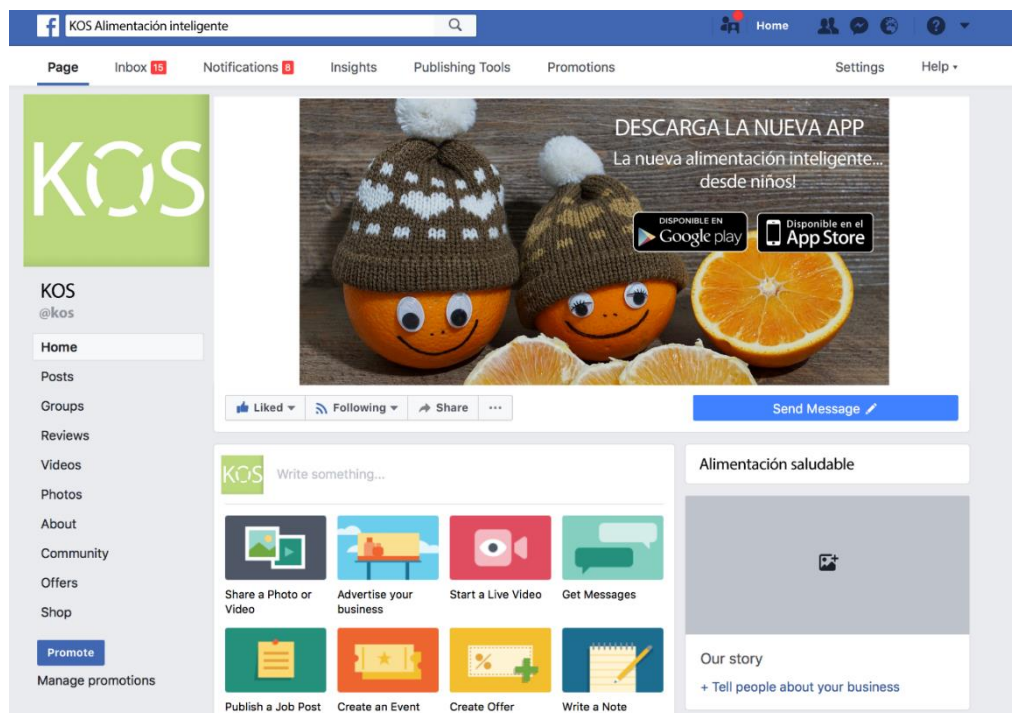 KOS Alimentación inteligente
Home
Page
Inbox 15
Notifications 8
Insights
Publishing Tools
Promotions
Settings
Help
KOS
DESCARGA LA NUEVA APP
La nueva alimentación inteligente...
desde niños!
DISPONIBLE EN
Google play
Disponible en el
App Store
KOS
@kos
Home
Posts
Groups
Reviews
Videos
Photos
About
Community
Offers
Shop
Promote
Manage promotions
Liked
Following
Share
...
Send Message
KOS
Write something...
Share a Photo or
Video
Advertise your
business
Start a Live Video
Get Messages
Publish a Job Post
Create an Event
Create Offer
Write a Note
Alimentación saludable
Our story
+ Tell people about your business